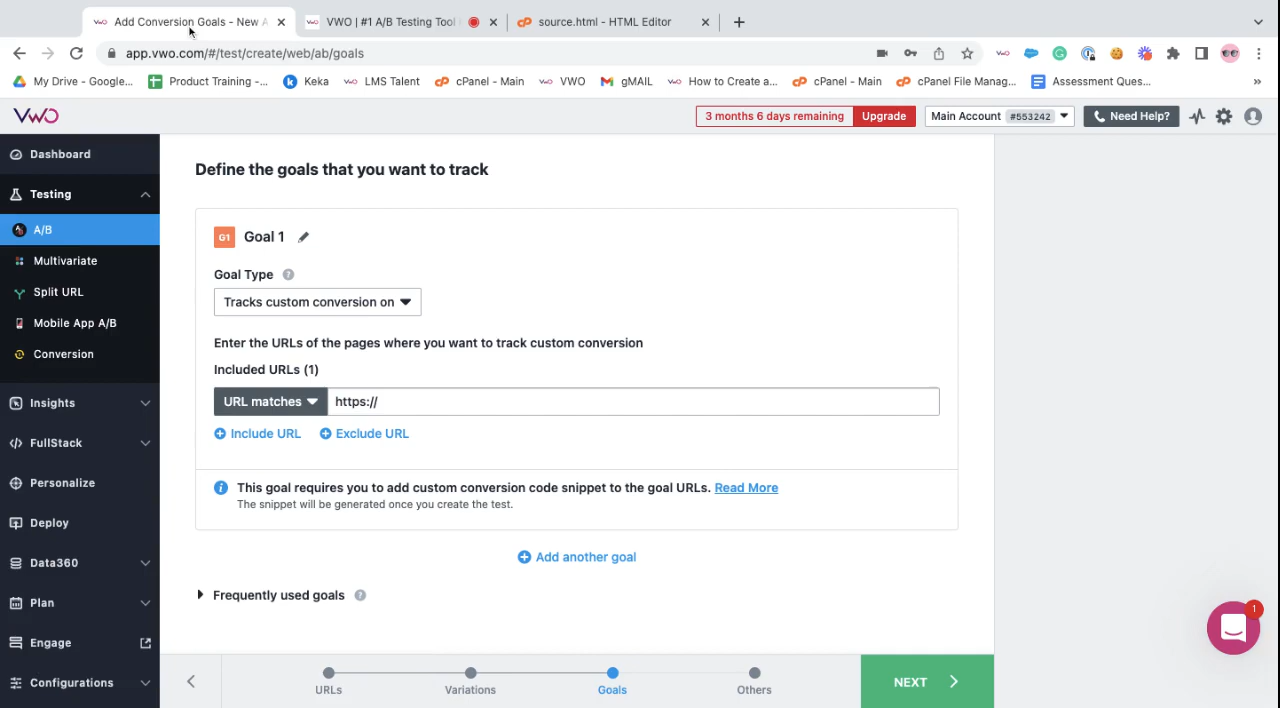 Add Conversion Goals - New A
VWO | #1 A/B Testing Tool
source.html - HTML Editor
app.vwo.com/#/test/create/web/ab/goals
My Drive - Google...
Product Training -...
Keka
LMS Talent
cPanel - Main
VWO
gMAIL
How to Create a...
cPanel - Main
cPanel File Manag...
Assessment Ques...
»
VWO
3 months 6 days remaining
Upgrade
Main Account #553242
Need Help?
Dashboard
Testing
A/B
Multivariate
Split URL
Mobile App A/B
Conversion
Insights
FullStack
Personalize
Deploy
Data360
Plan
Engage
Configurations
Define the goals that you want to track
G1 Goal 1
Goal Type ?
Tracks custom conversion on
Enter the URLs of the pages where you want to track custom conversion
Included URLs (1)
URL matches https://
Include URL Exclude URL
This goal requires you to add custom conversion code snippet to the goal URLs. Read More
The snippet will be generated once you create the test.
Add another goal
Frequently used goals ?
URLs
Variations
Goals
Others
NEXT
1